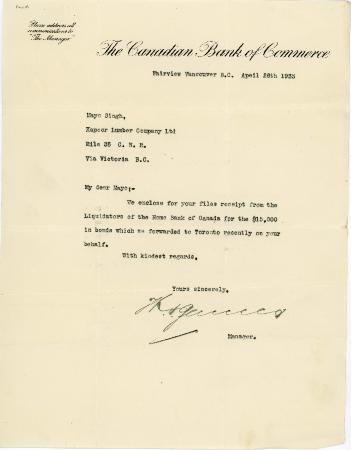 Please address all
communications to
"The Manager"
The Canadian Bank of Commerce
Fairview Vancouver B.C. April 26th 1935
Mayo Singh,
Kapoor Lumber Company Ltd
Mile 35 C. N. R.
Via Victoria B.C.
My dear Mayo;-
We enclose for your files receipt from the
Liquidators of the Home Bank of Canada for the $15,000
in bonds which we forwarded to Toronto recently on your
behalf.
With kindest regards.
Yours sincerely,
Manager.